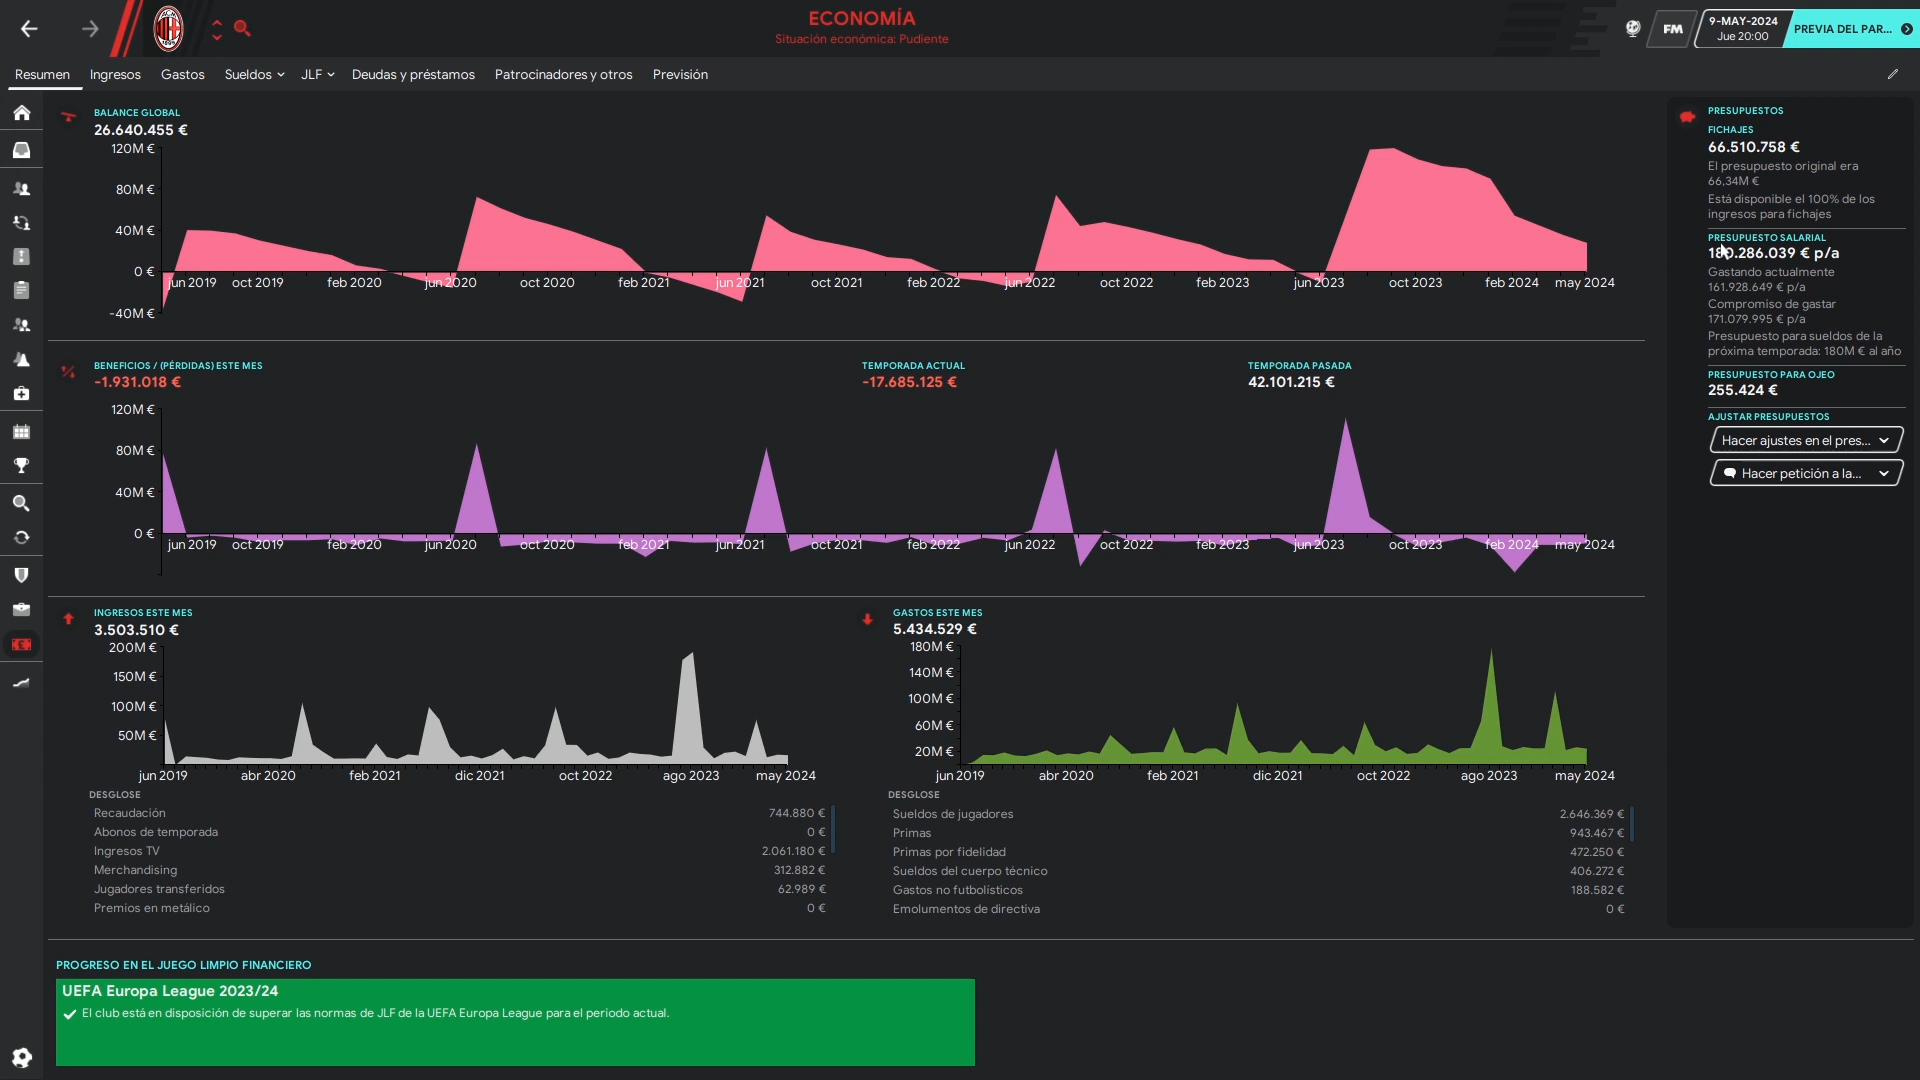 ECONOMÍA
Situación económica: Pudiente
FM
9-MAY-2024
Jue 20:00
PREVIA DEL PAR...
Resumen
Ingresos
Gastos
Sueldos
JLF
Deudas y préstamos
Patrocinadores y otros
Previsión
BALANCE GLOBAL
26.640.455 €
120M €
80M €
40M €
0 €
-40M €
jun 2019 oct 2019 feb 2020 jun 2020 oct 2020 feb 2021 jun 2021 oct 2021 feb 2022 jun 2022 oct 2022 feb 2023 jun 2023 oct 2023 feb 2024 may 2024
BENEFICIOS / (PÉRDIDAS) ESTE MES
-1.931.018 €
TEMPORADA ACTUAL
-17.685.125 €
TEMPORADA PASADA
42.101.215 €
120M €
80M €
40M €
0 €
jun 2019 oct 2019 feb 2020 jun 2020 oct 2020 feb 2021 jun 2021 oct 2021 feb 2022 jun 2022 oct 2022 feb 2023 jun 2023 oct 2023 feb 2024 may 2024
INGRESOS ESTE MES
3.503.510 €
200M €
150M €
100M €
50M €
jun 2019 abr 2020 feb 2021 dic 2021 oct 2022 ago 2023 may 2024
DESGLOSE
Recaudación 744.880 €
Abonos de temporada 0 €
Ingresos TV 2.061.180 €
Merchandising 312.882 €
Jugadores transferidos 62.989 €
Premios en metálico 0 €
GASTOS ESTE MES
5.434.529 €
180M €
140M €
100M €
60M €
20M €
jun 2019 abr 2020 feb 2021 dic 2021 oct 2022 ago 2023 may 2024
DESGLOSE
Sueldos de jugadores 2.646.369 €
Primas 943.467 €
Primas por fidelidad 472.250 €
Sueldos del cuerpo técnico 406.272 €
Gastos no futbolísticos 188.582 €
Emolumentos de directiva 0 €
PRESUPUESTOS
FICHAJES
66.510.758 €
El presupuesto original era
66,34M €
Está disponible el 100% de los
ingresos para fichajes
PRESUPUESTO SALARIAL
180.286.039 € p/a
Gastando actualmente
161.928.649 € p/a
Compromiso de gastar
171.079.995 € p/a
Presupuesto para sueldos de la
próxima temporada: 180M € al año
PRESUPUESTO PARA OJEO
255.424 €
AJUSTAR PRESUPUESTOS
Hacer ajustes en el pres...
Hacer petición a la...
PROGRESO EN EL JUEGO LIMPIO FINANCIERO
UEFA Europa League 2023/24
El club está en disposición de superar las normas de JLF de la UEFA Europa League para el periodo actual.